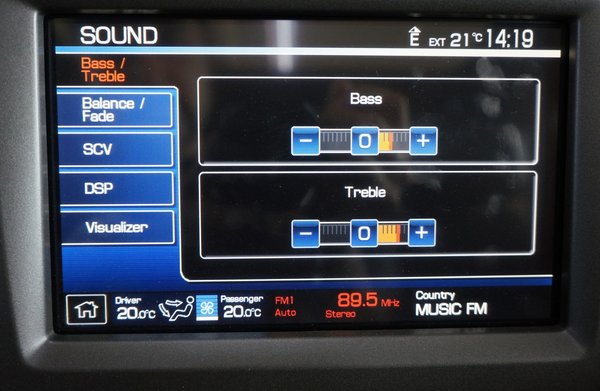 SOUND
E EXT 21°C 14:19
Bass /
Treble
Balance /
Fade
SCV
DSP
Visualizer
Bass
− 0 +
Treble
− 0 +
Driver
20.0°C
Passenger
20.0°C
FM1
Auto
89.5 MHz
Stereo
Country
MUSIC FM